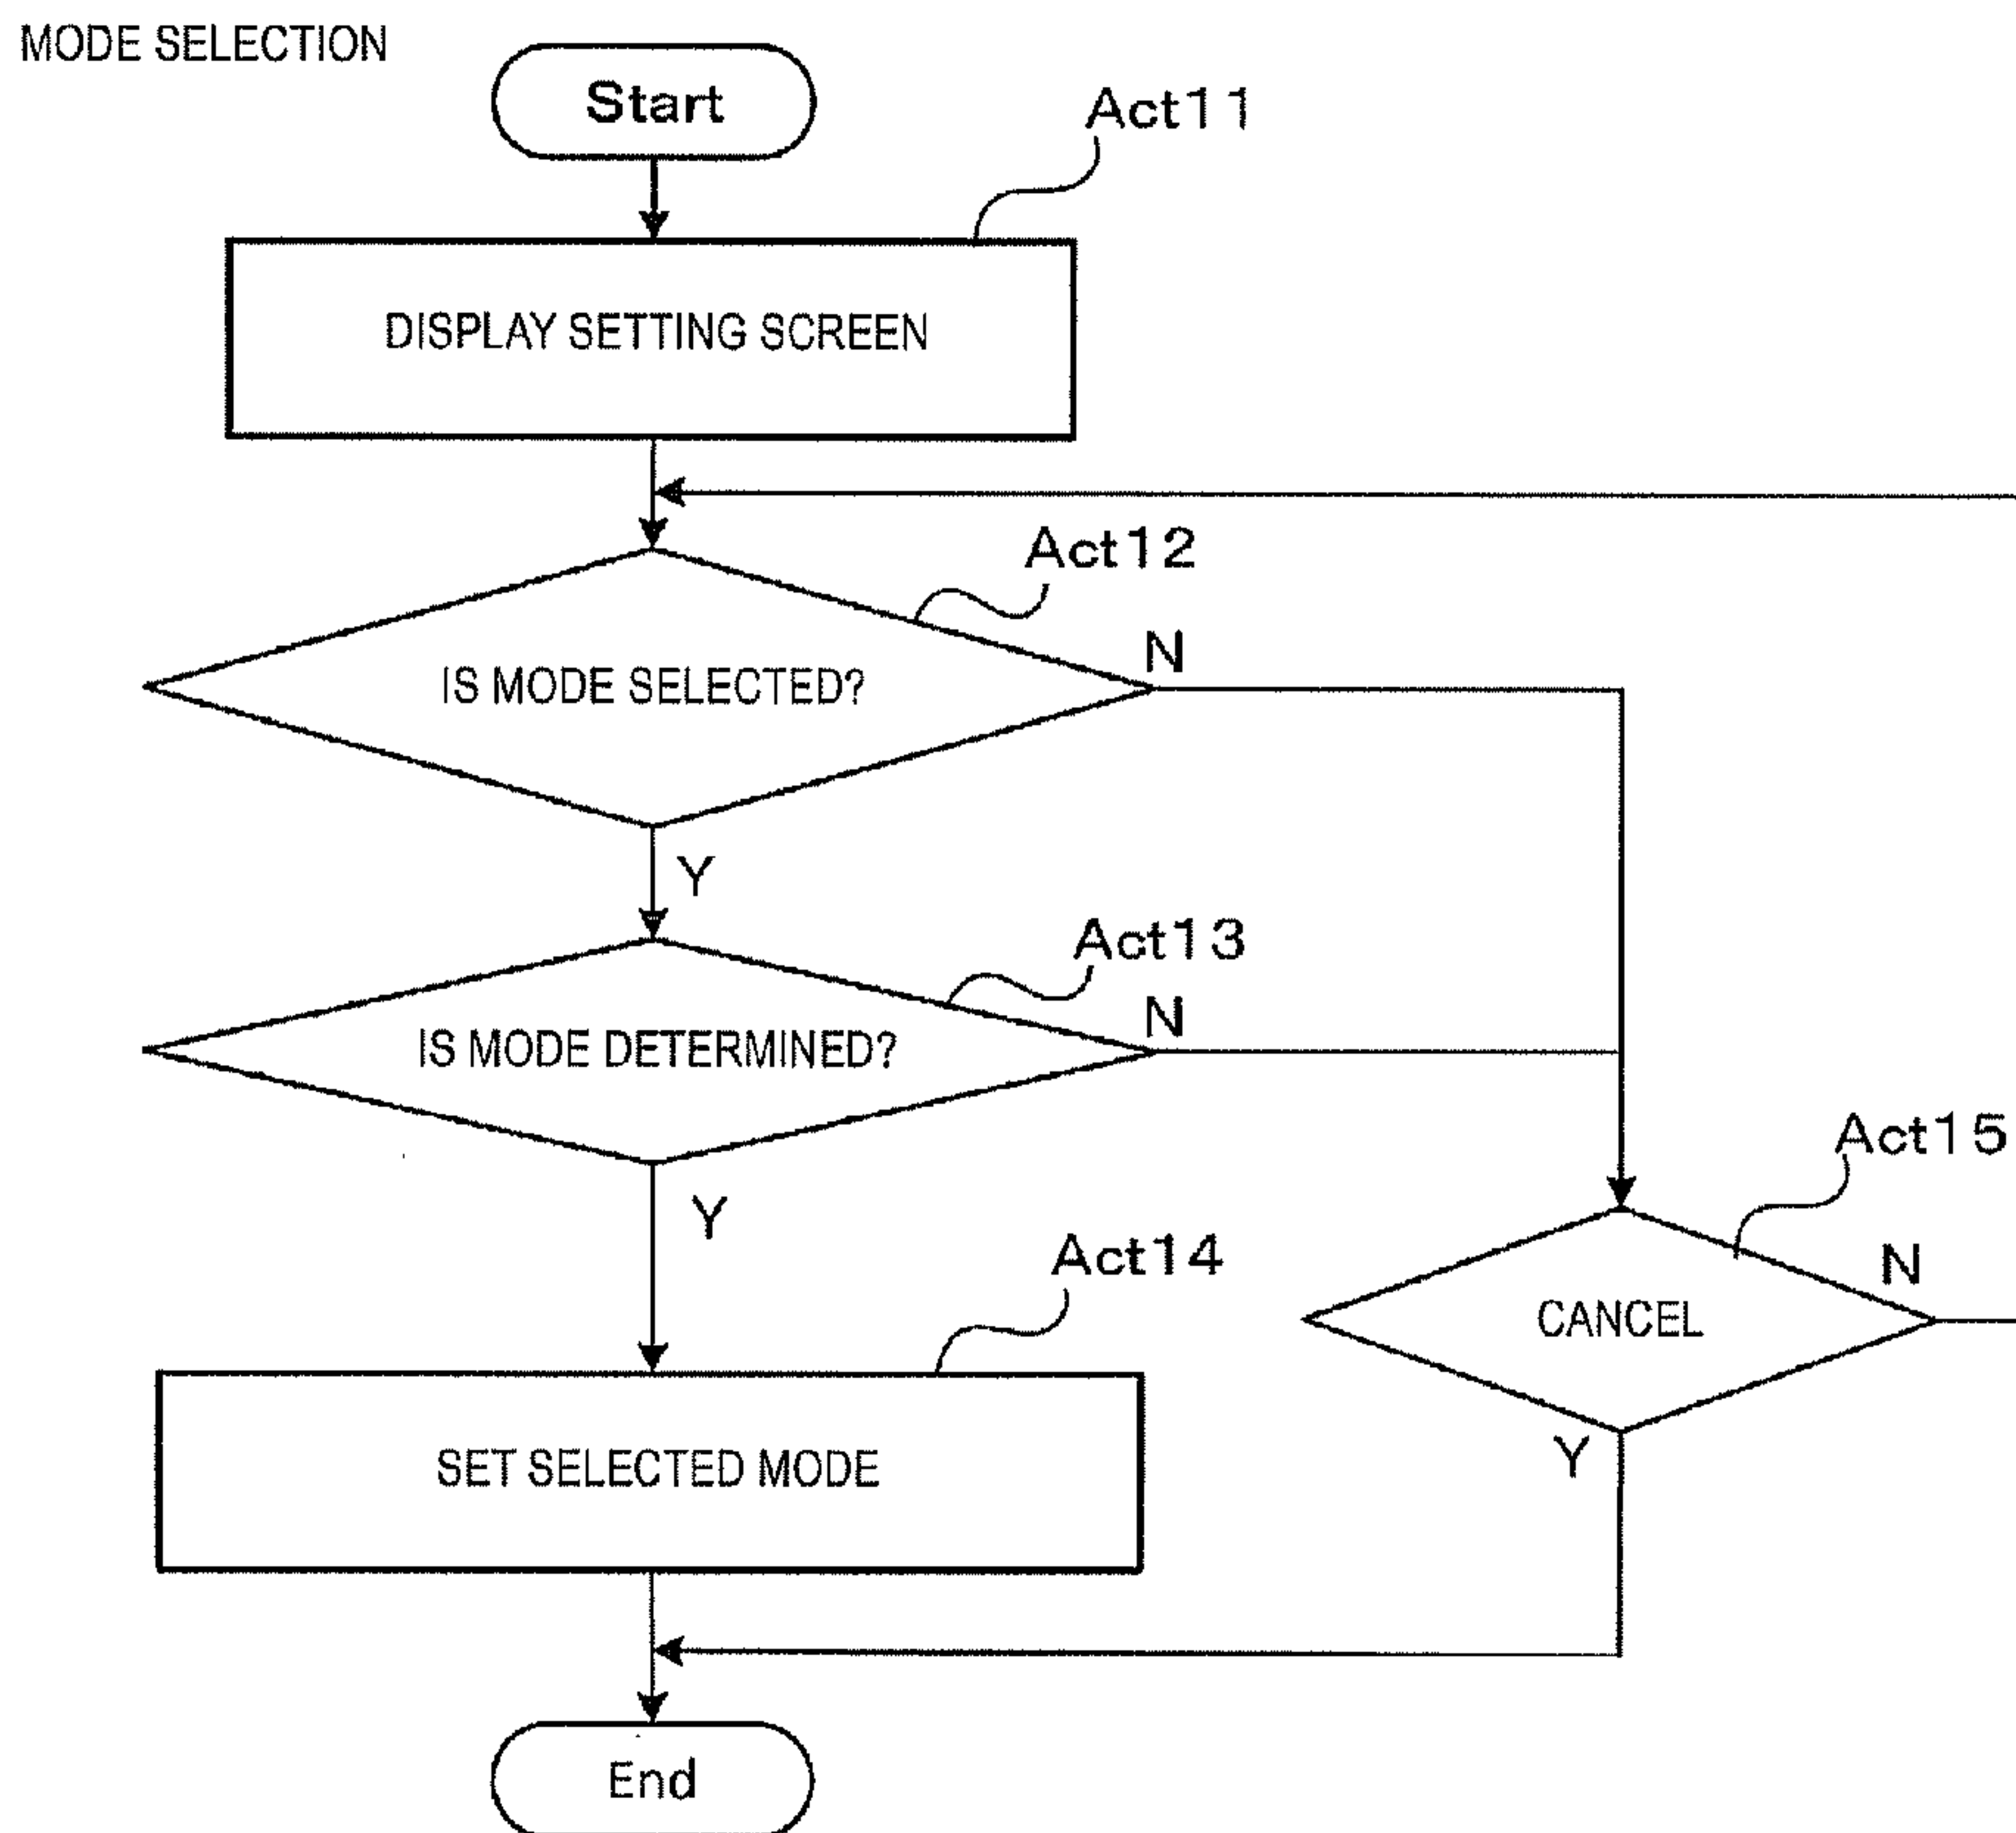 MODE SELECTION
Start
Act11
DISPLAY SETTING SCREEN
Act12
N
IS MODE SELECTED?
Y
Act13
N
IS MODE DETERMINED?
Y
Act15
Act14
N
CANCEL
Y
SET SELECTED MODE
End